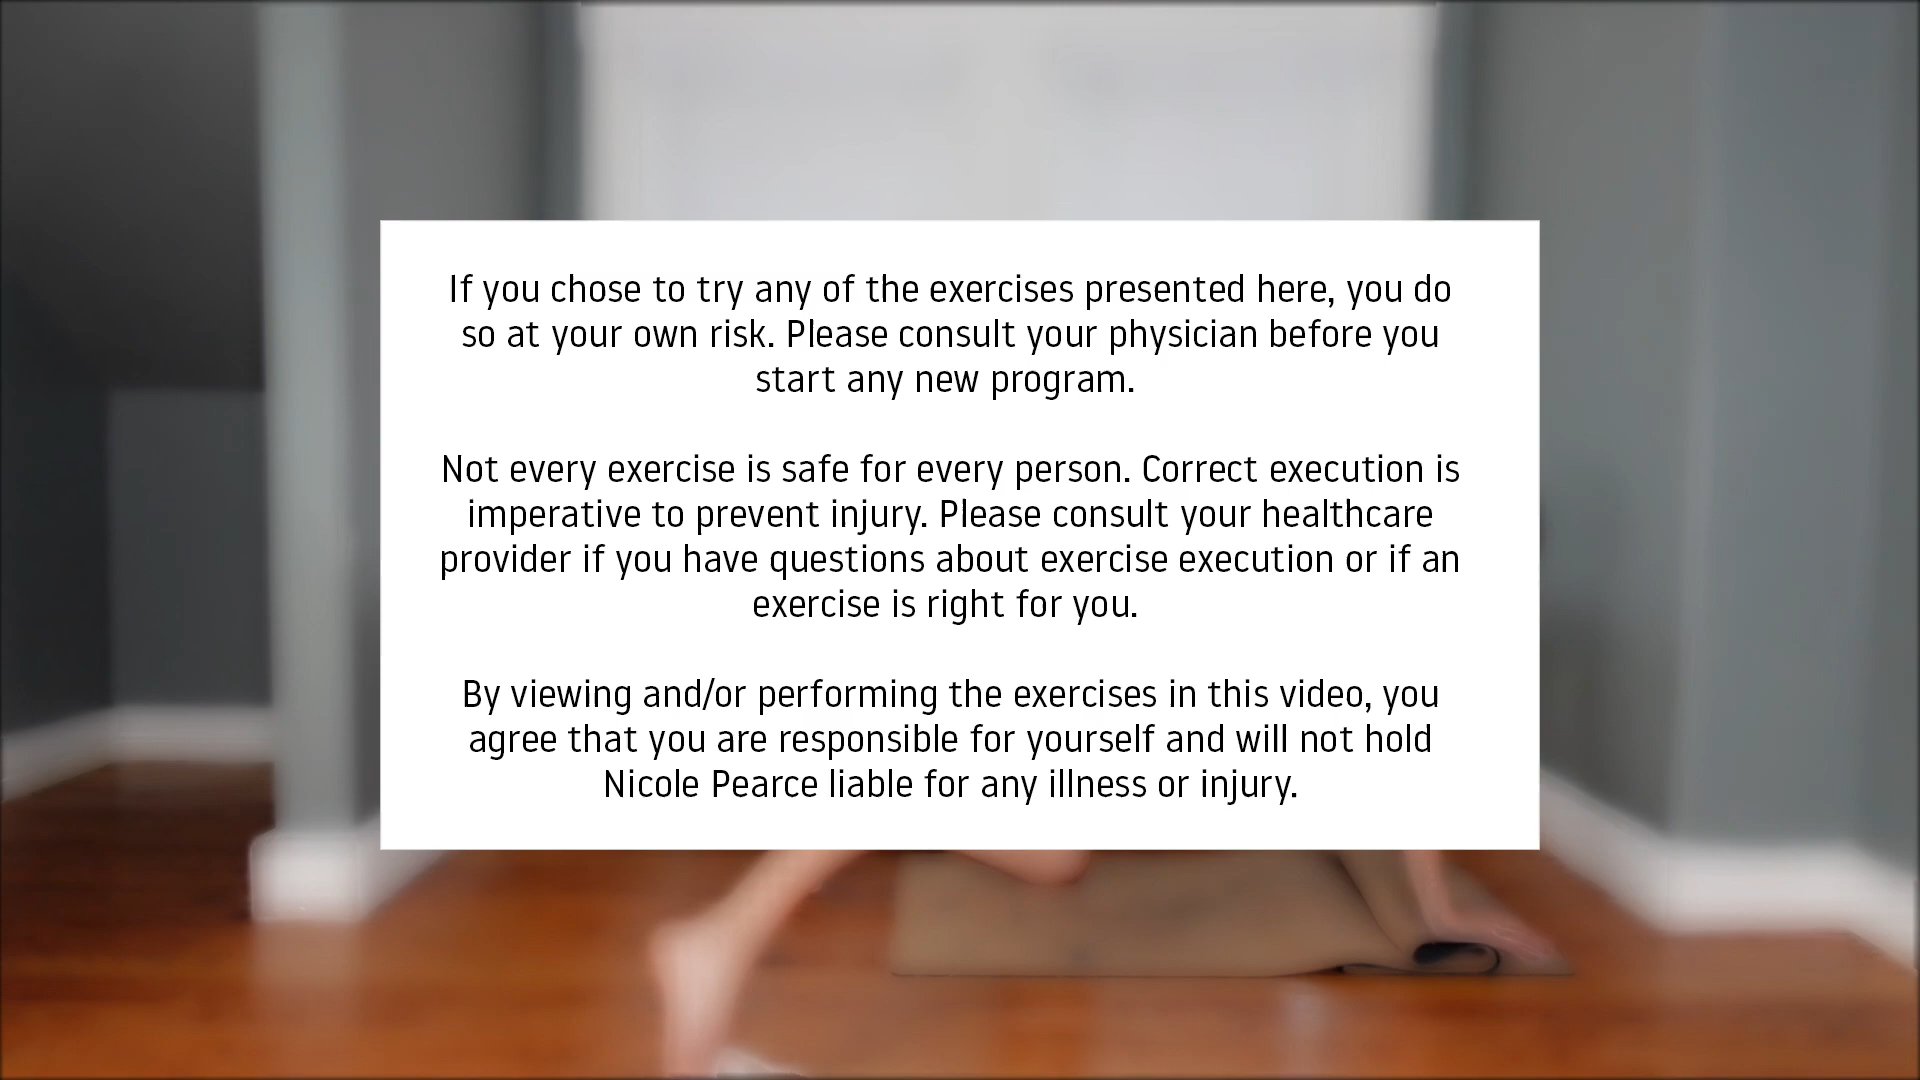 If you chose to try any of the exercises presented here, you do
so at your own risk. Please consult your physician before you
start any new program.
Not every exercise is safe for every person. Correct execution is
imperative to prevent injury. Please consult your healthcare
provider if you have questions about exercise execution or if an
exercise is right for you.
By viewing and/or performing the exercises in this video, you
agree that you are responsible for yourself and will not hold
Nicole Pearce liable for any illness or injury.